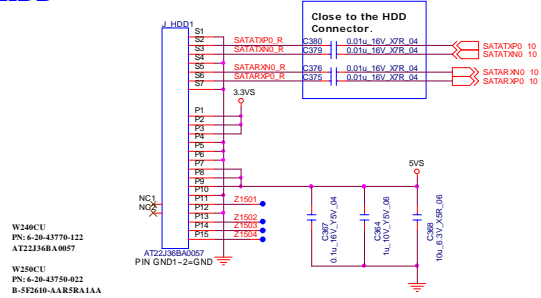 HDD
J_HDD1
Close to the HDD
Connector.
S1
S2
S3
S4
S5
S6
S7
SATATXP0_R
SATATXN0_R
SATARXN0_R
SATARXP0_R
C380 0.01u_16V_X7R_04
C379 0.01u_16V_X7R_04
C376 0.01u_16V_X7R_04
C375 0.01u_16V_X7R_04
SATATXP0 10
SATATXN0 10
SATARXN0 10
SATARXP0 10
3.3VS
P1
P2
P3
P4
P5
P6
P7
P8
P9
P10
P11
P12
P13
P14
P15
5VS
NC1
NC2
Z1501
Z1502
Z1503
Z1504
C367
0.1u_16V_Y5V_04
C364
1u_10V_Y5V_06
C368
10u_6.3V_X5R_06
AT22J36BA0057
PIN GND1~2=GND
W240CU
PN: 6-20-43770-122
AT22J36BA0057
W250CU
PN: 6-20-43750-022
B-5F2610-AAR5RA1AA